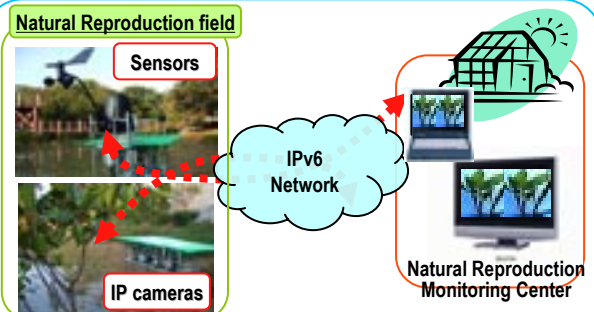 Natural Reproduction field
Sensors
IPv6
Network
IP cameras
Natural Reproduction
Monitoring Center